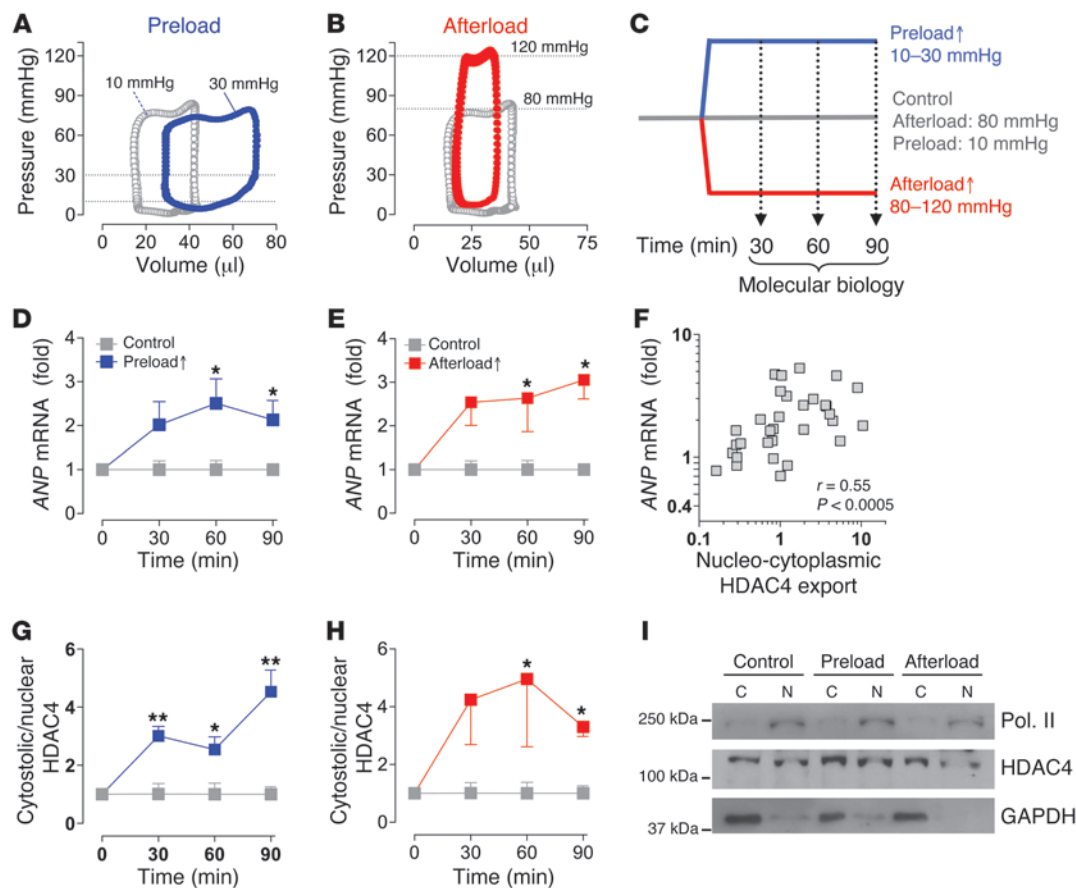 A
Preload
Pressure (mmHg)
120
90
60
30
0
10 mmHg
30 mmHg
0 20 40 60 80
Volume (μl)
B
Afterload
Pressure (mmHg)
120
90
60
30
0
120 mmHg
80 mmHg
0 25 50 75
Volume (μl)
C
Preload↑
10–30 mmHg
Control
Afterload: 80 mmHg
Preload: 10 mmHg
Afterload↑
80–120 mmHg
Time (min) 30 60 90
Molecular biology
D
ANP mRNA (fold)
4
3
2
1
0
Control
Preload↑
* *
0 30 60 90
Time (min)
E
ANP mRNA (fold)
4
3
2
1
0
Control
Afterload↑
* *
0 30 60 90
Time (min)
F
ANP mRNA (fold)
10
1
0.4
r = 0.55
P < 0.0005
0.1 1 10
Nucleo-cytoplasmic
HDAC4 export
G
Cytostolic/nuclear
HDAC4
6
4
2
0
** * **
0 30 60 90
Time (min)
H
Cytostolic/nuclear
HDAC4
6
4
2
0
* *
0 30 60 90
Time (min)
I
Control Preload Afterload
C N C N C N
250 kDa
Pol. II
100 kDa
HDAC4
37 kDa
GAPDH